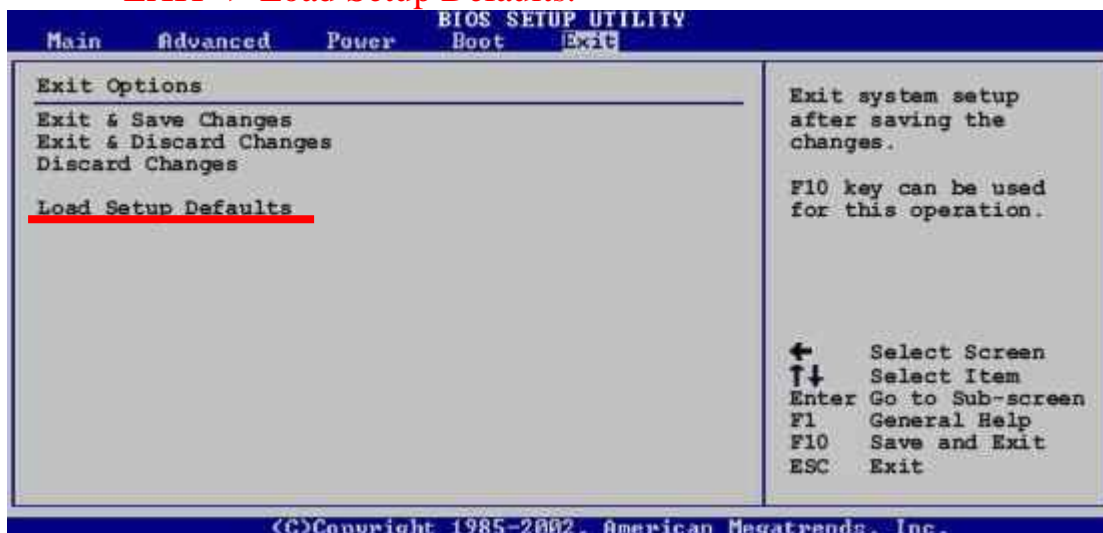 Load Setup Defaults.
BIOS SETUP UTILITY
Main Advanced Power Boot Exit
Exit Options
Exit & Save Changes
Exit & Discard Changes
Discard Changes
Load Setup Defaults
Exit system setup
after saving the
changes.
F10 key can be used
for this operation.
← Select Screen
↑↓ Select Item
Enter Go to Sub-screen
F1 General Help
F10 Save and Exit
ESC Exit
(C)Copyright 1985-2002, American Megatrends, Inc.